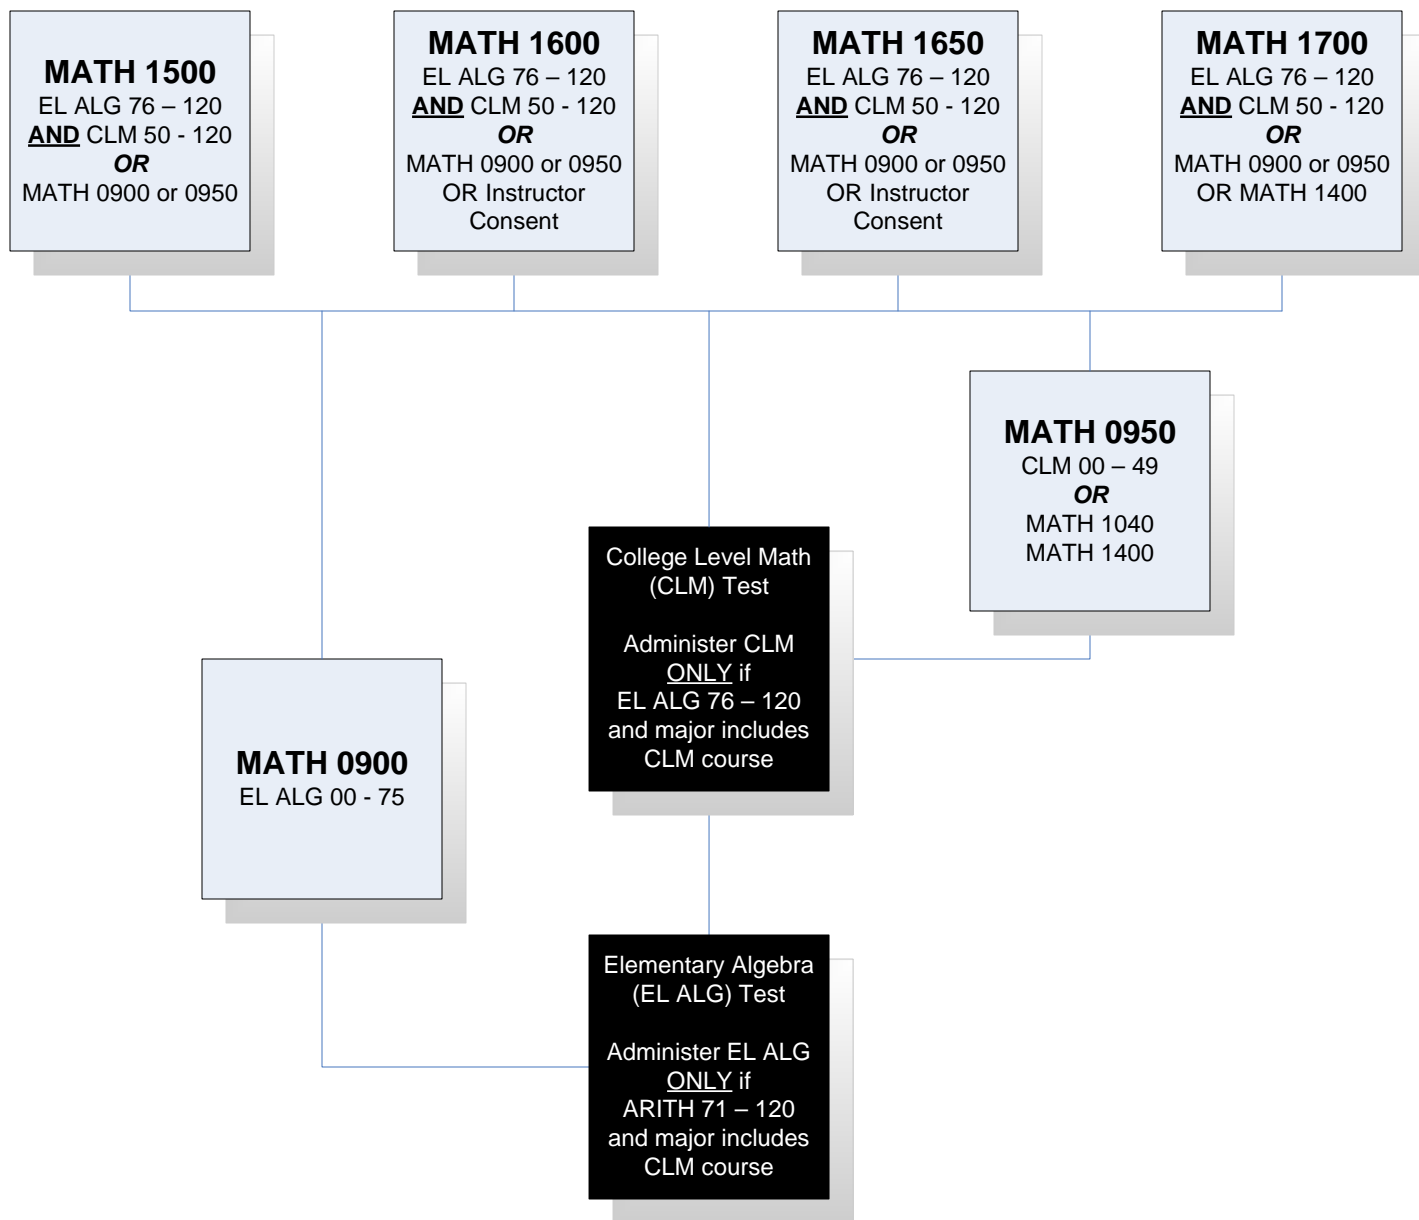 MATH 1500
EL ALG 76 – 120
AND CLM 50 - 120
OR
MATH 0900 or 0950
MATH 1600
EL ALG 76 – 120
AND CLM 50 - 120
OR
MATH 0900 or 0950
OR Instructor
Consent
MATH 1650
EL ALG 76 – 120
AND CLM 50 - 120
OR
MATH 0900 or 0950
OR Instructor
Consent
MATH 1700
EL ALG 76 – 120
AND CLM 50 - 120
OR
MATH 0900 or 0950
OR MATH 1400
MATH 0950
CLM 00 – 49
OR
MATH 1040
MATH 1400
College Level Math
(CLM) Test
Administer CLM
ONLY if
EL ALG 76 – 120
and major includes
CLM course
MATH 0900
EL ALG 00 - 75
Elementary Algebra
(EL ALG) Test
Administer EL ALG
ONLY if
ARITH 71 – 120
and major includes
CLM course